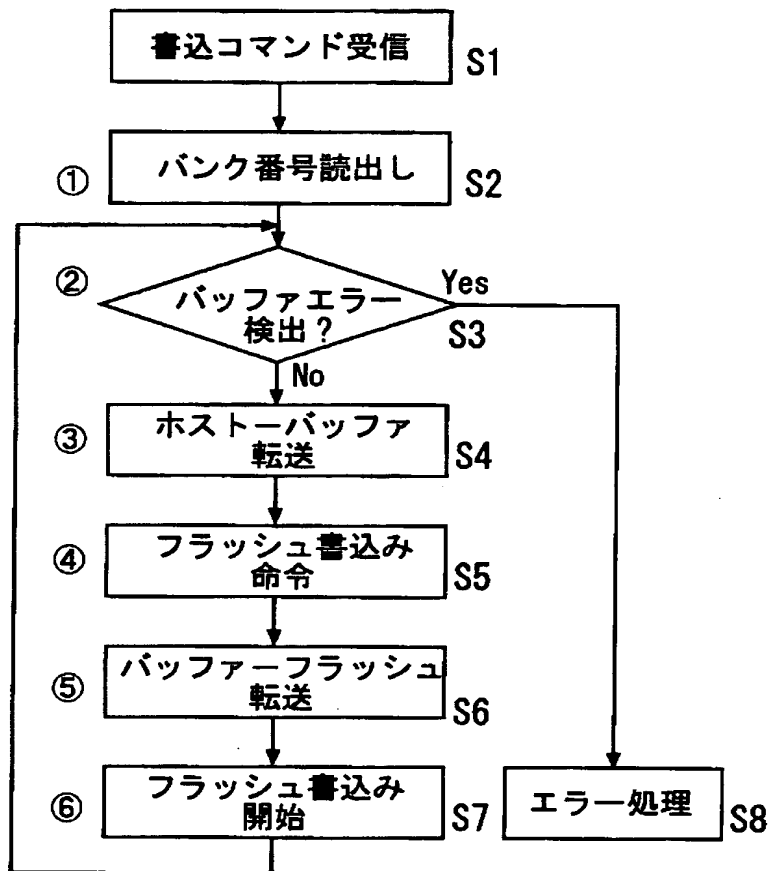 書込コマンド受信
S1
①
バンク番号読出し
S2
②
バッファエラー
検出?
Yes
S3
No
③
ホストーバッファ
転送
S4
④
フラッシュ書込み
命令
S5
⑤
バッファーフラッシュ
転送
S6
⑥
フラッシュ書込み
開始
S7
エラー処理
S8